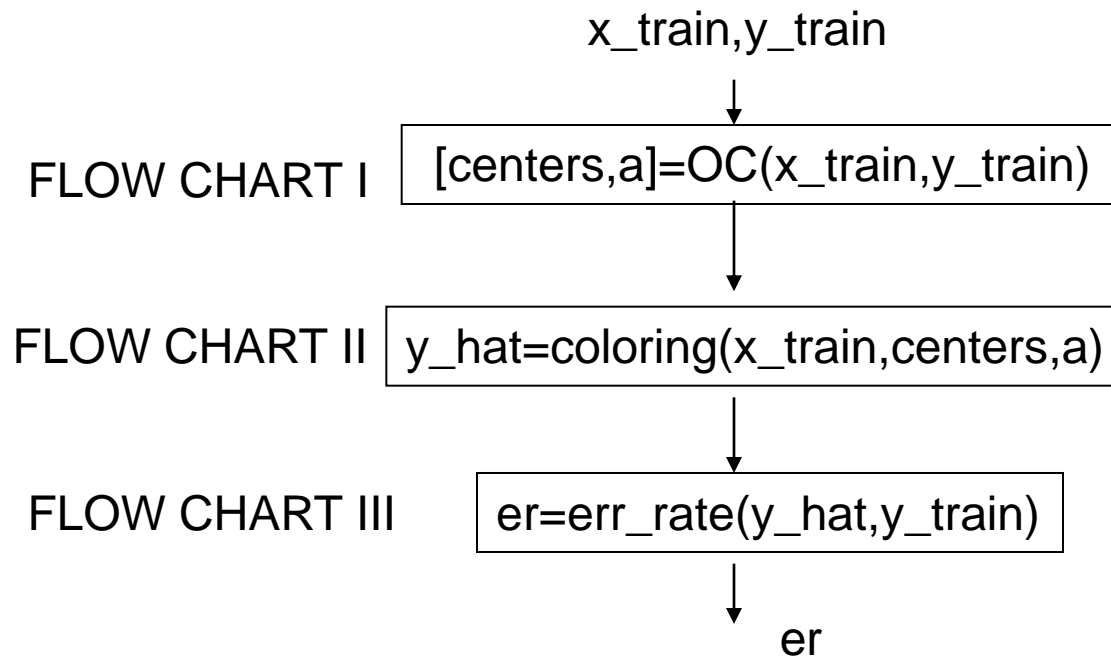 x_train,y_train
FLOW CHART I
[centers,a]=OC(x_train,y_train)
FLOW CHART II
y_hat=coloring(x_train,centers,a)
FLOW CHART III
er=err_rate(y_hat,y_train)
er